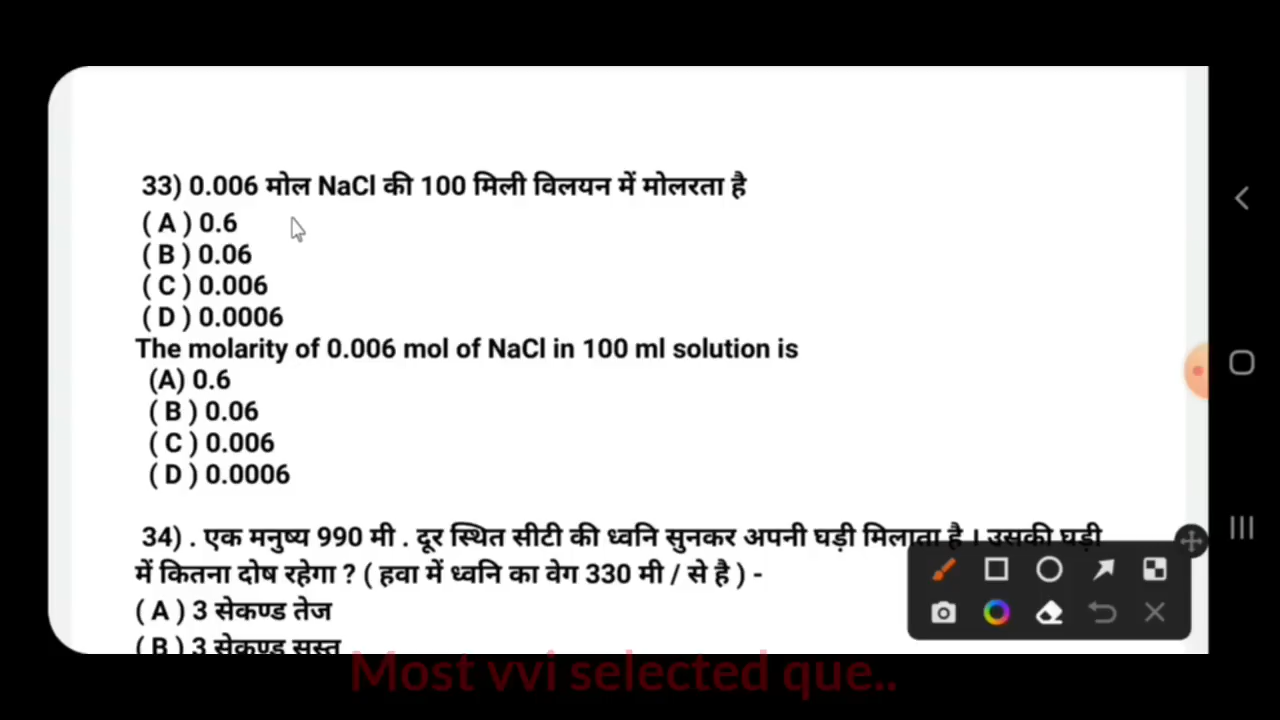 33) 0.006 मोल NaCl की 100 मिली विलयन में मोलरता है
( A ) 0.6
( B ) 0.06
( C ) 0.006
( D ) 0.0006
The molarity of 0.006 mol of NaCl in 100 ml solution is
(A) 0.6
( B ) 0.06
( C ) 0.006
( D ) 0.0006
34) . एक मनुष्य 990 मी . दूर स्थित सीटी की ध्वनि सुनकर अपनी घड़ी मिलाता है । उसकी घड़ी
में कितना दोष रहेगा ? ( हवा में ध्वनि का वेग 330 मी / से है ) -
( A ) 3 सेकण्ड तेज
( B ) 3 सेकण्ड सुस्त
Most vvi selected que..